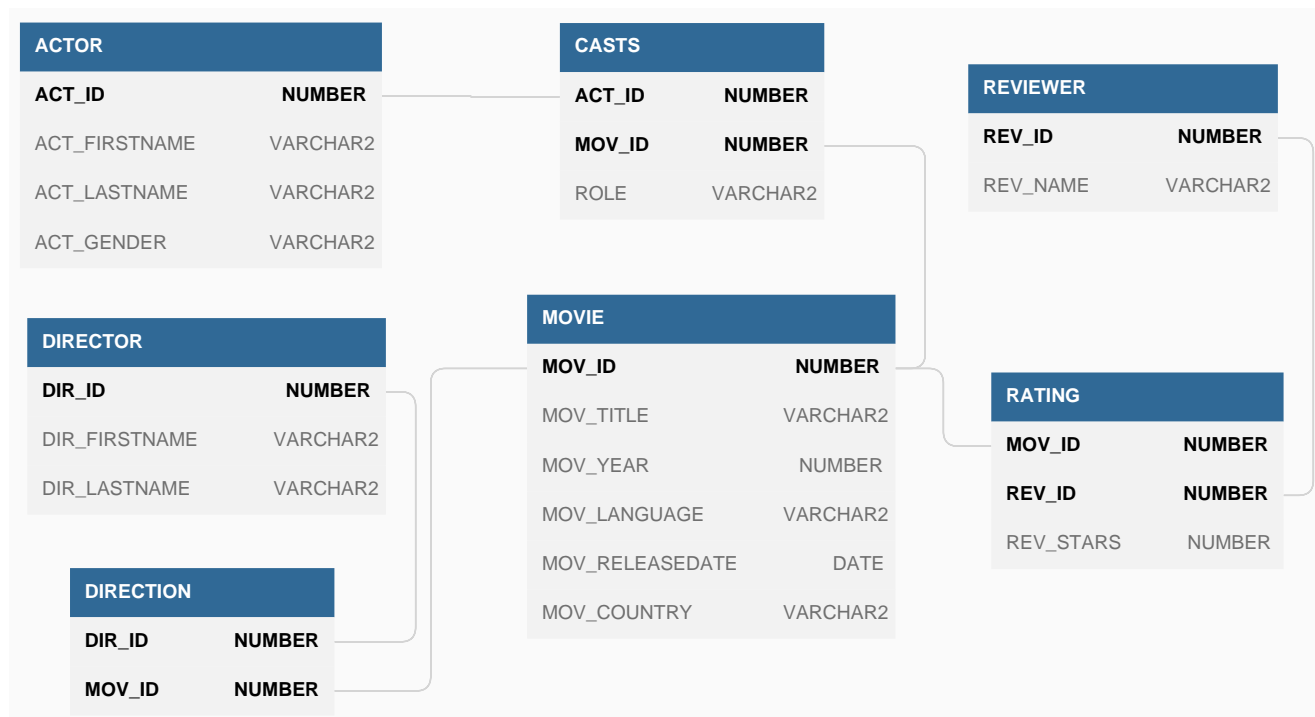 ACTOR
ACT_ID NUMBER
ACT_FIRSTNAME VARCHAR2
ACT_LASTNAME VARCHAR2
ACT_GENDER VARCHAR2
CASTS
ACT_ID NUMBER
MOV_ID NUMBER
ROLE VARCHAR2
REVIEWER
REV_ID NUMBER
REV_NAME VARCHAR2
DIRECTOR
DIR_ID NUMBER
DIR_FIRSTNAME VARCHAR2
DIR_LASTNAME VARCHAR2
MOVIE
MOV_ID NUMBER
MOV_TITLE VARCHAR2
MOV_YEAR NUMBER
MOV_LANGUAGE VARCHAR2
MOV_RELEASEDATE DATE
MOV_COUNTRY VARCHAR2
RATING
MOV_ID NUMBER
REV_ID NUMBER
REV_STARS NUMBER
DIRECTION
DIR_ID NUMBER
MOV_ID NUMBER